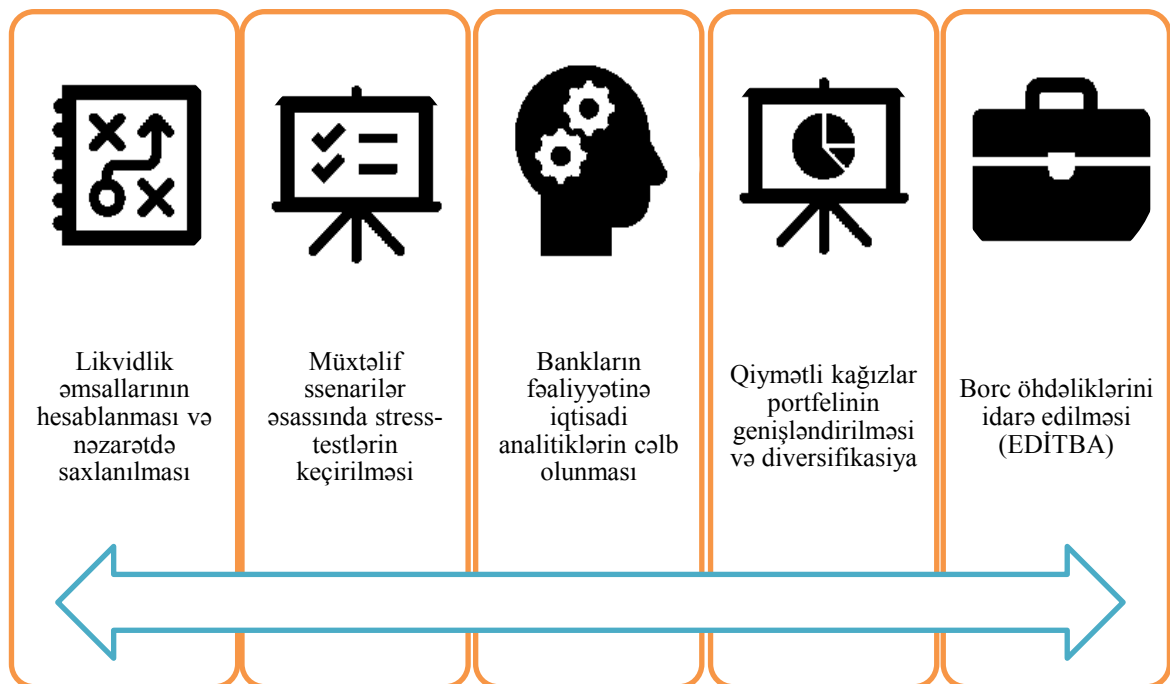 Likvidlik
əmsallarının
hesablanması və
nəzarətdə
saxlanılması
Müxtəlif
ssenarilər
əsassında stress-
testlərin
keçirilməsi
Bankların
fəaliyyətinə
iqtisadi
analitiklərin cəlb
olunması
Qiymətli kağızlar
portfelinin
genişləndirilməsi
və diversifikasiya
Borc öhdəliklərini
idarə edilməsi
(EDİTBA)